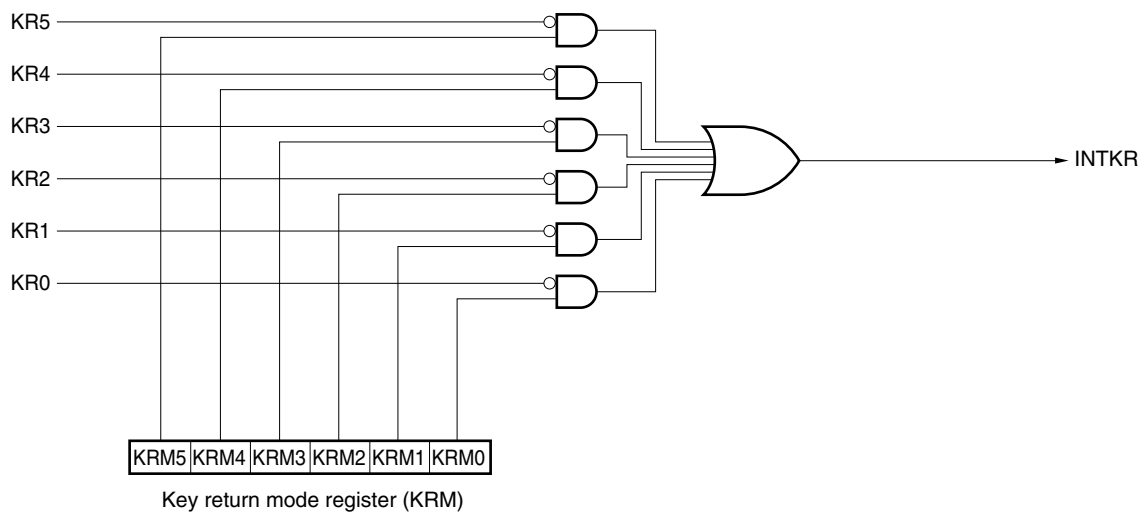 KR5
KR4
KR3
KR2
KR1
KR0
INTKR
KRM5 KRM4 KRM3 KRM2 KRM1 KRM0
Key return mode register (KRM)